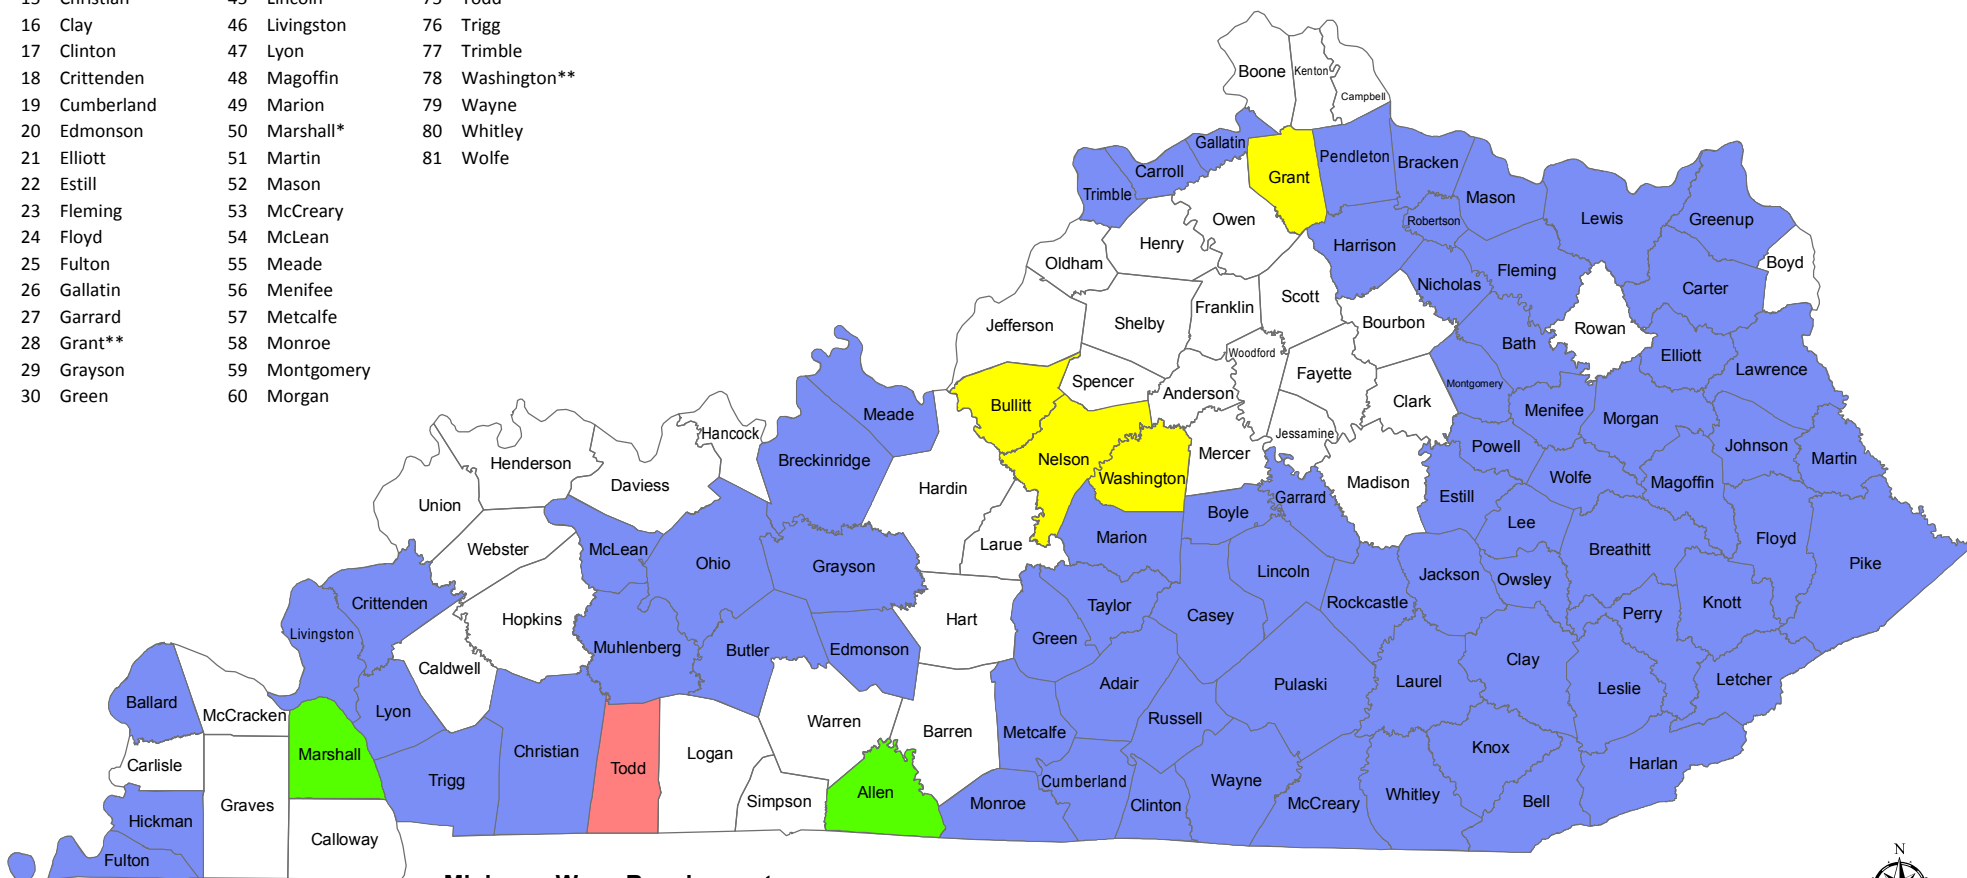 16 Clay
17 Clinton
18 Crittenden
19 Cumberland
20 Edmonson
21 Elliott
22 Estill
23 Fleming
24 Floyd
25 Fulton
26 Gallatin
27 Garrard
28 Grant**
29 Grayson
30 Green
46 Livingston
47 Lyon
48 Magoffin
49 Marion
50 Marshall*
51 Martin
52 Mason
53 McCreary
54 McLean
55 Meade
56 Menifee
57 Metcalfe
58 Monroe
59 Montgomery
60 Morgan
76 Trigg
77 Trimble
78 Washington**
79 Wayne
80 Whitley
81 Wolfe
Boone
Kenton
Campbell
Gallatin
Carroll
Trimble
Grant
Pendleton
Bracken
Mason
Robertson
Lewis
Greenup
Boyd
Owen
Henry
Oldham
Harrison
Nicholas
Fleming
Carter
Scott
Franklin
Shelby
Jefferson
Bourbon
Rowan
Bath
Elliott
Lawrence
Woodford
Fayette
Spencer
Anderson
Clark
Montgomery
Menifee
Morgan
Bullitt
Meade
Hancock
Breckinridge
Jessamine
Mercer
Nelson
Washington
Powell
Johnson
Martin
Henderson
Daviess
Union
Hardin
Madison
Garrard
Estill
Wolfe
Magoffin
Boyle
Lee
Floyd
Breathitt
Pike
Webster
McLean
Ohio
Grayson
Larue
Marion
Lincoln
Jackson
Owsley
Knott
Perry
Crittenden
Livingston
Hopkins
Muhlenberg
Butler
Edmonson
Hart
Green
Taylor
Casey
Rockcastle
Clay
Leslie
Letcher
Caldwell
Ballard
McCracken
Lyon
Adair
Pulaski
Laurel
Russell
Warren
Barren
Metcalfe
Knox
Harlan
Carlisle
Marshall
Christian
Todd
Logan
Trigg
Simpson
Allen
Monroe
Cumberland
Clinton
Wayne
McCreary
Whitley
Bell
Graves
Hickman
Calloway
Fulton
N